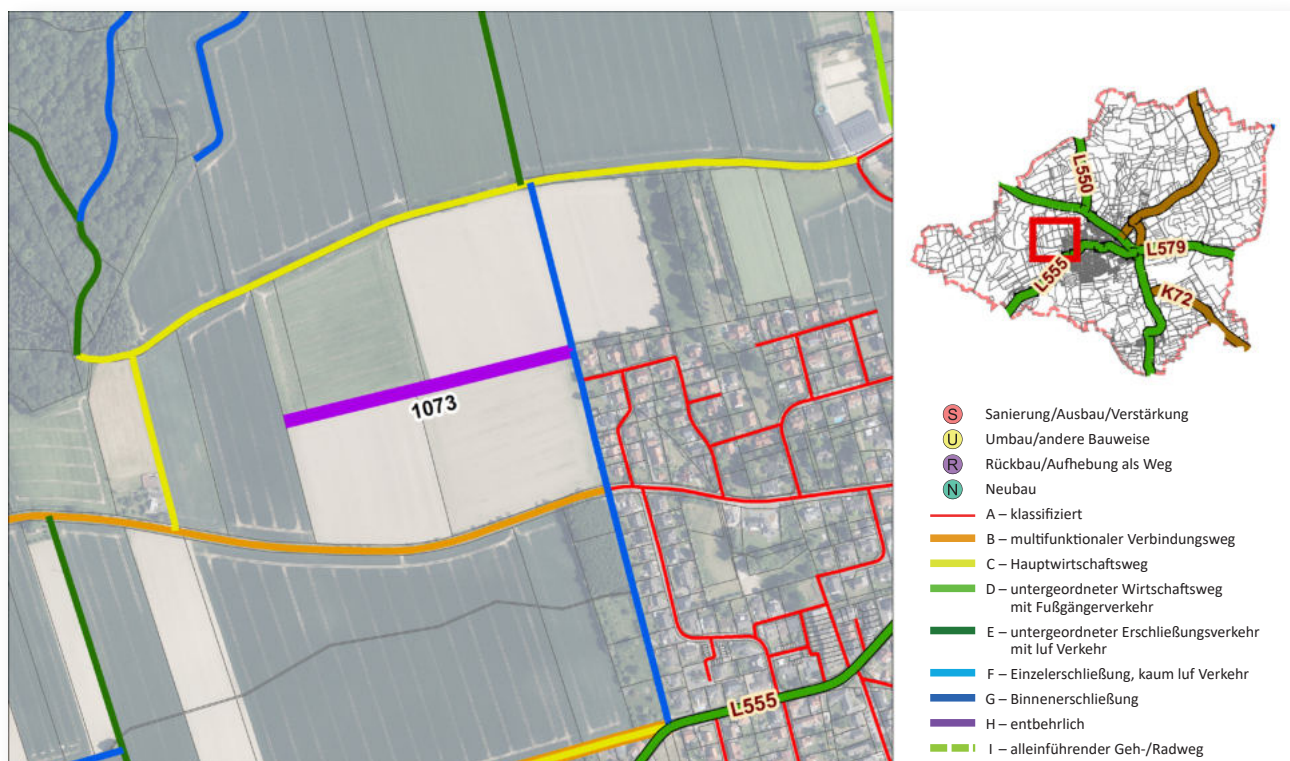 1073
L555
L550
L579
L555
K72
S Sanierung/Ausbau/Verstärkung
U Umbau/andere Bauweise
R Rückbau/Aufhebung als Weg
N Neubau
A – klassifiziert
B – multifunktionaler Verbindungsweg
C – Hauptwirtschaftsweg
D – untergeordneter Wirtschaftsweg
mit Fußgängerverkehr
E – untergeordneter Erschließungsverkehr
mit luf Verkehr
F – Einzelerschließung, kaum luf Verkehr
G – Binnenerschließung
H – entbehrlich
I – alleinführender Geh-/Radweg